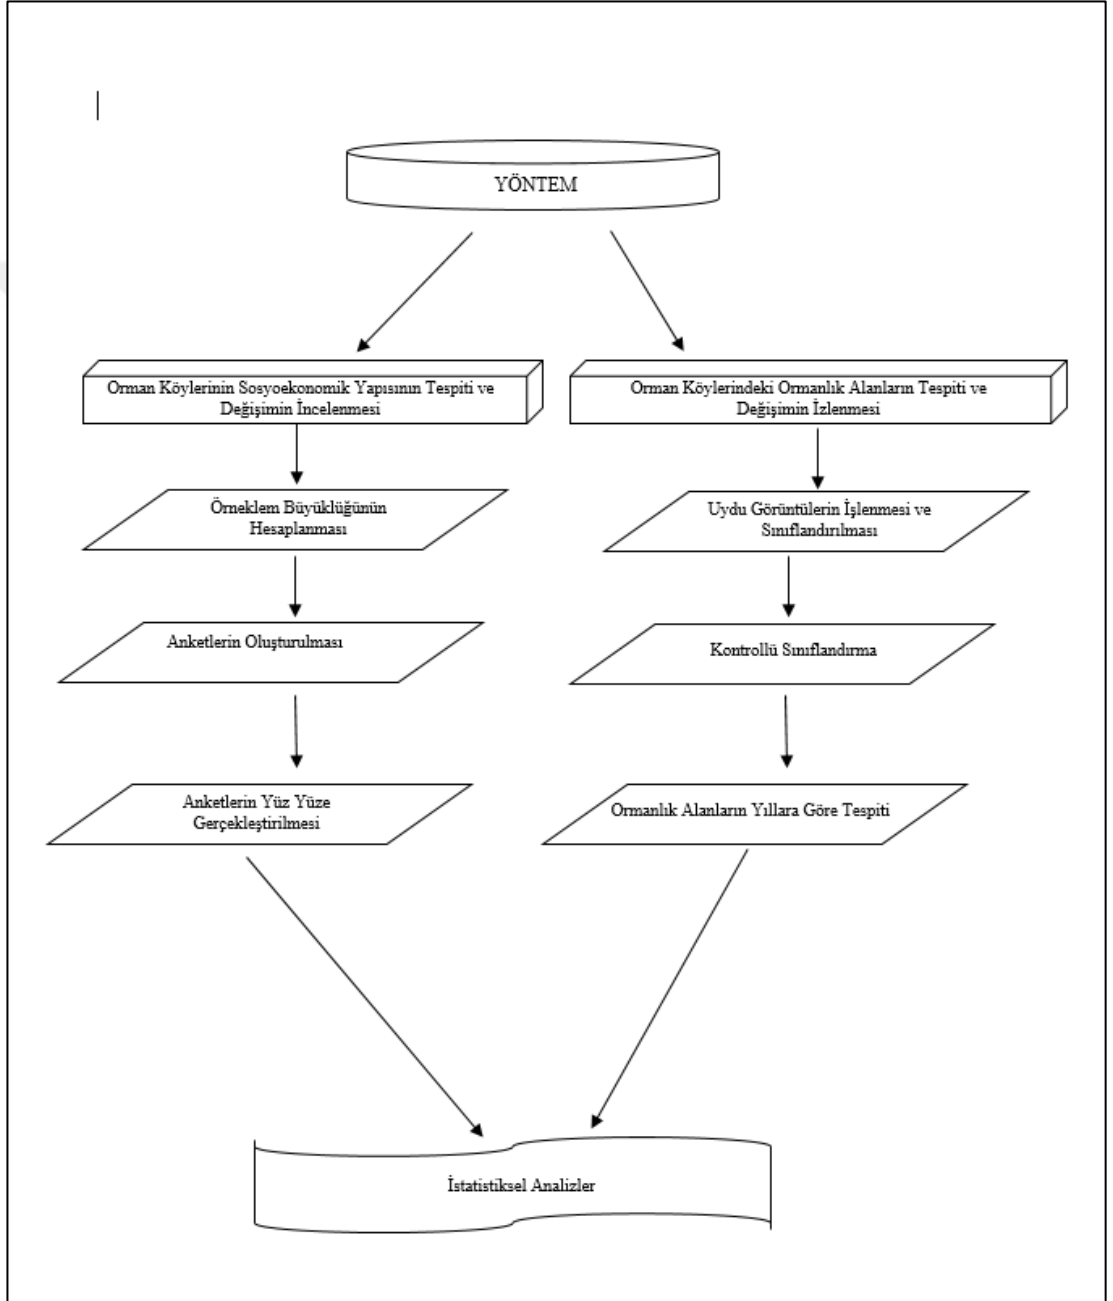 YÖNTEM
Orman Köylerinin Sosyoekonomik Yapısının Tespiti ve
Değişimin İncelenmesi
Orman Köylerindeki Ormanlık Alanların Tespiti ve
Değişimin İzlenmesi
Örneklem Büyüklüğünün
Hesaplanması
Uydu Görüntülerin İşlenmesi ve
Sınıflandırılması
Anketlerin Oluşturulması
Kontrollü Sınıflandırma
Anketlerin Yüz Yüze
Gerçekleştirilmesi
Ormanlık Alanların Yıllara Göre Tespiti
İstatistiksel Analizler